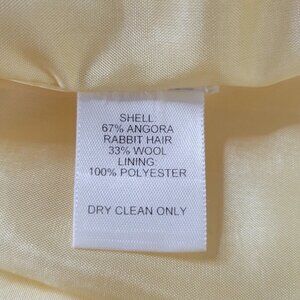 SHELL:
67% ANGORA
RABBIT HAIR
33% WOOL
LINING:
100% POLYESTER
DRY CLEAN ONLY